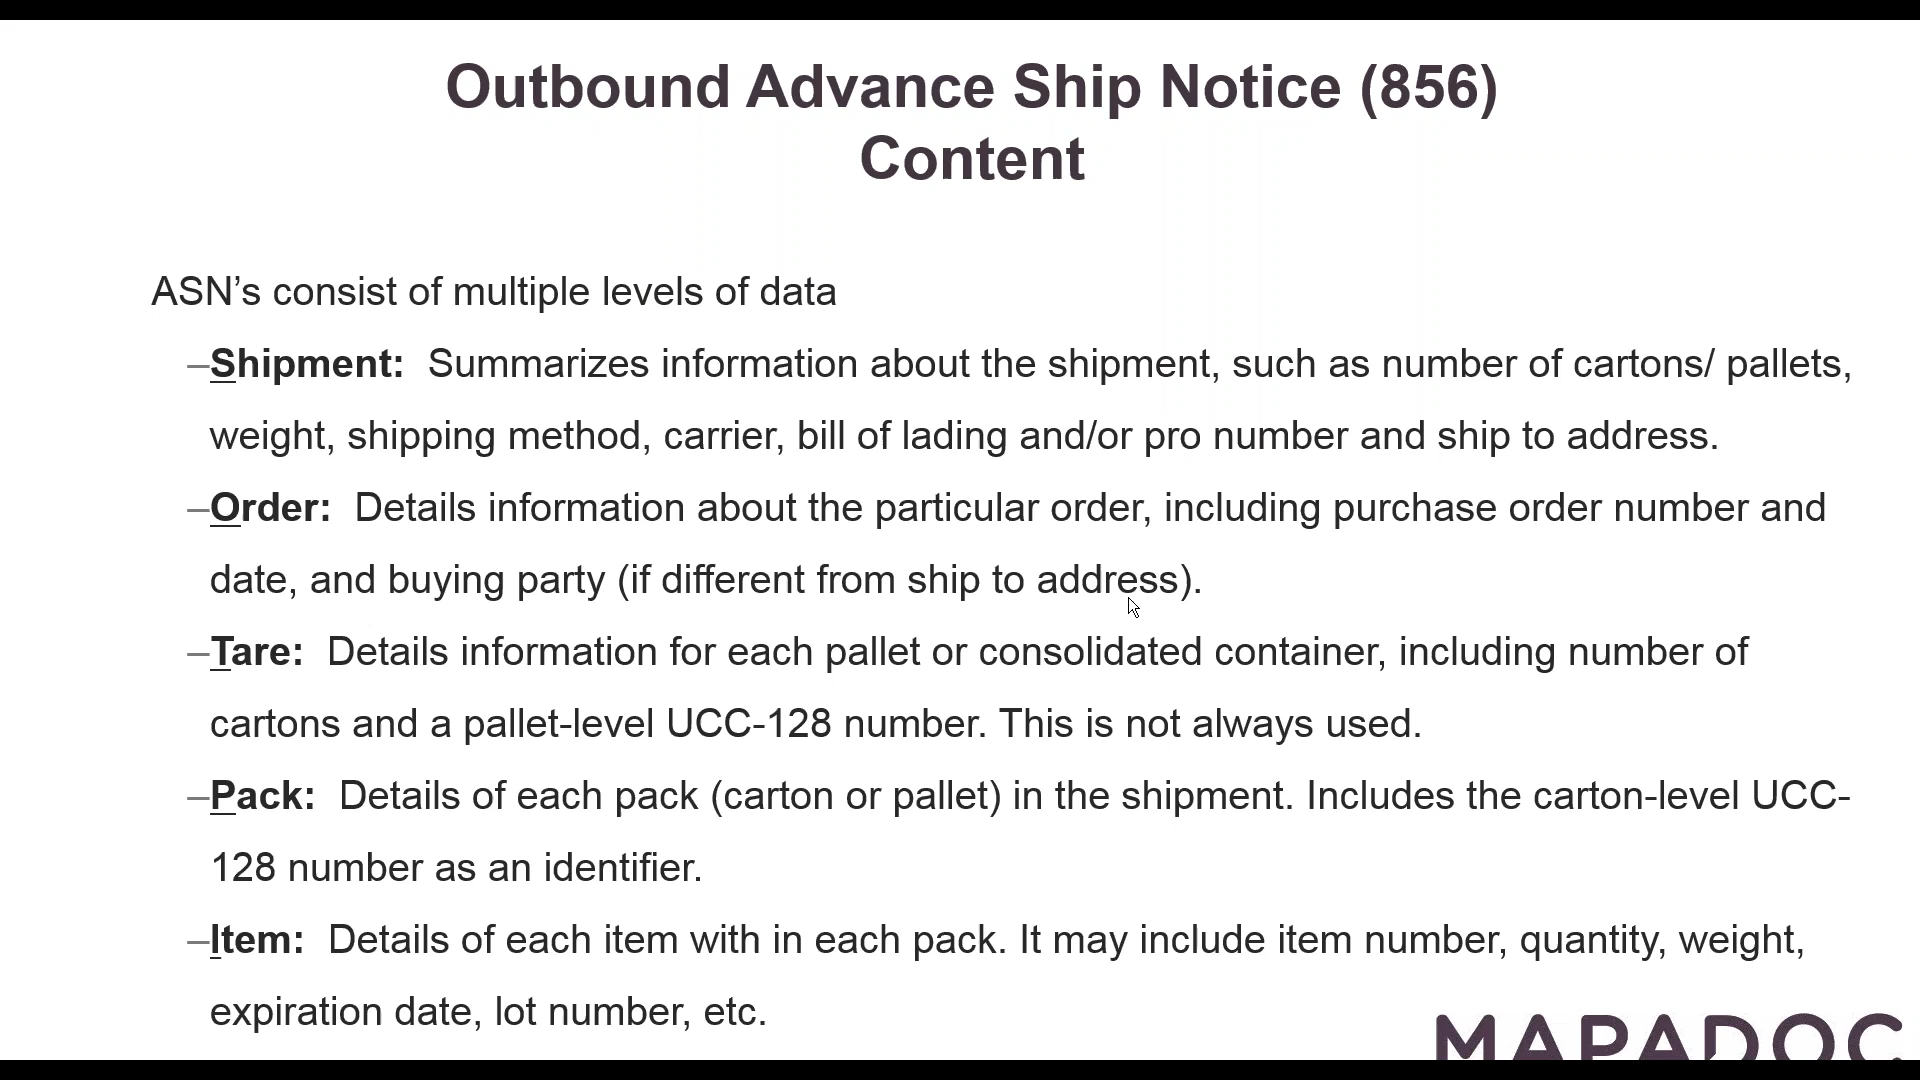 Outbound Advance Ship Notice (856)
Content
ASN’s consist of multiple levels of data
–Shipment:  Summarizes information about the shipment, such as number of cartons/ pallets,
weight, shipping method, carrier, bill of lading and/or pro number and ship to address.
–Order:  Details information about the particular order, including purchase order number and
date, and buying party (if different from ship to address).
–Tare:  Details information for each pallet or consolidated container, including number of
cartons and a pallet-level UCC-128 number. This is not always used.
–Pack:  Details of each pack (carton or pallet) in the shipment. Includes the carton-level UCC-
128 number as an identifier.
–Item:  Details of each item with in each pack. It may include item number, quantity, weight,
expiration date, lot number, etc.
MAPADOC